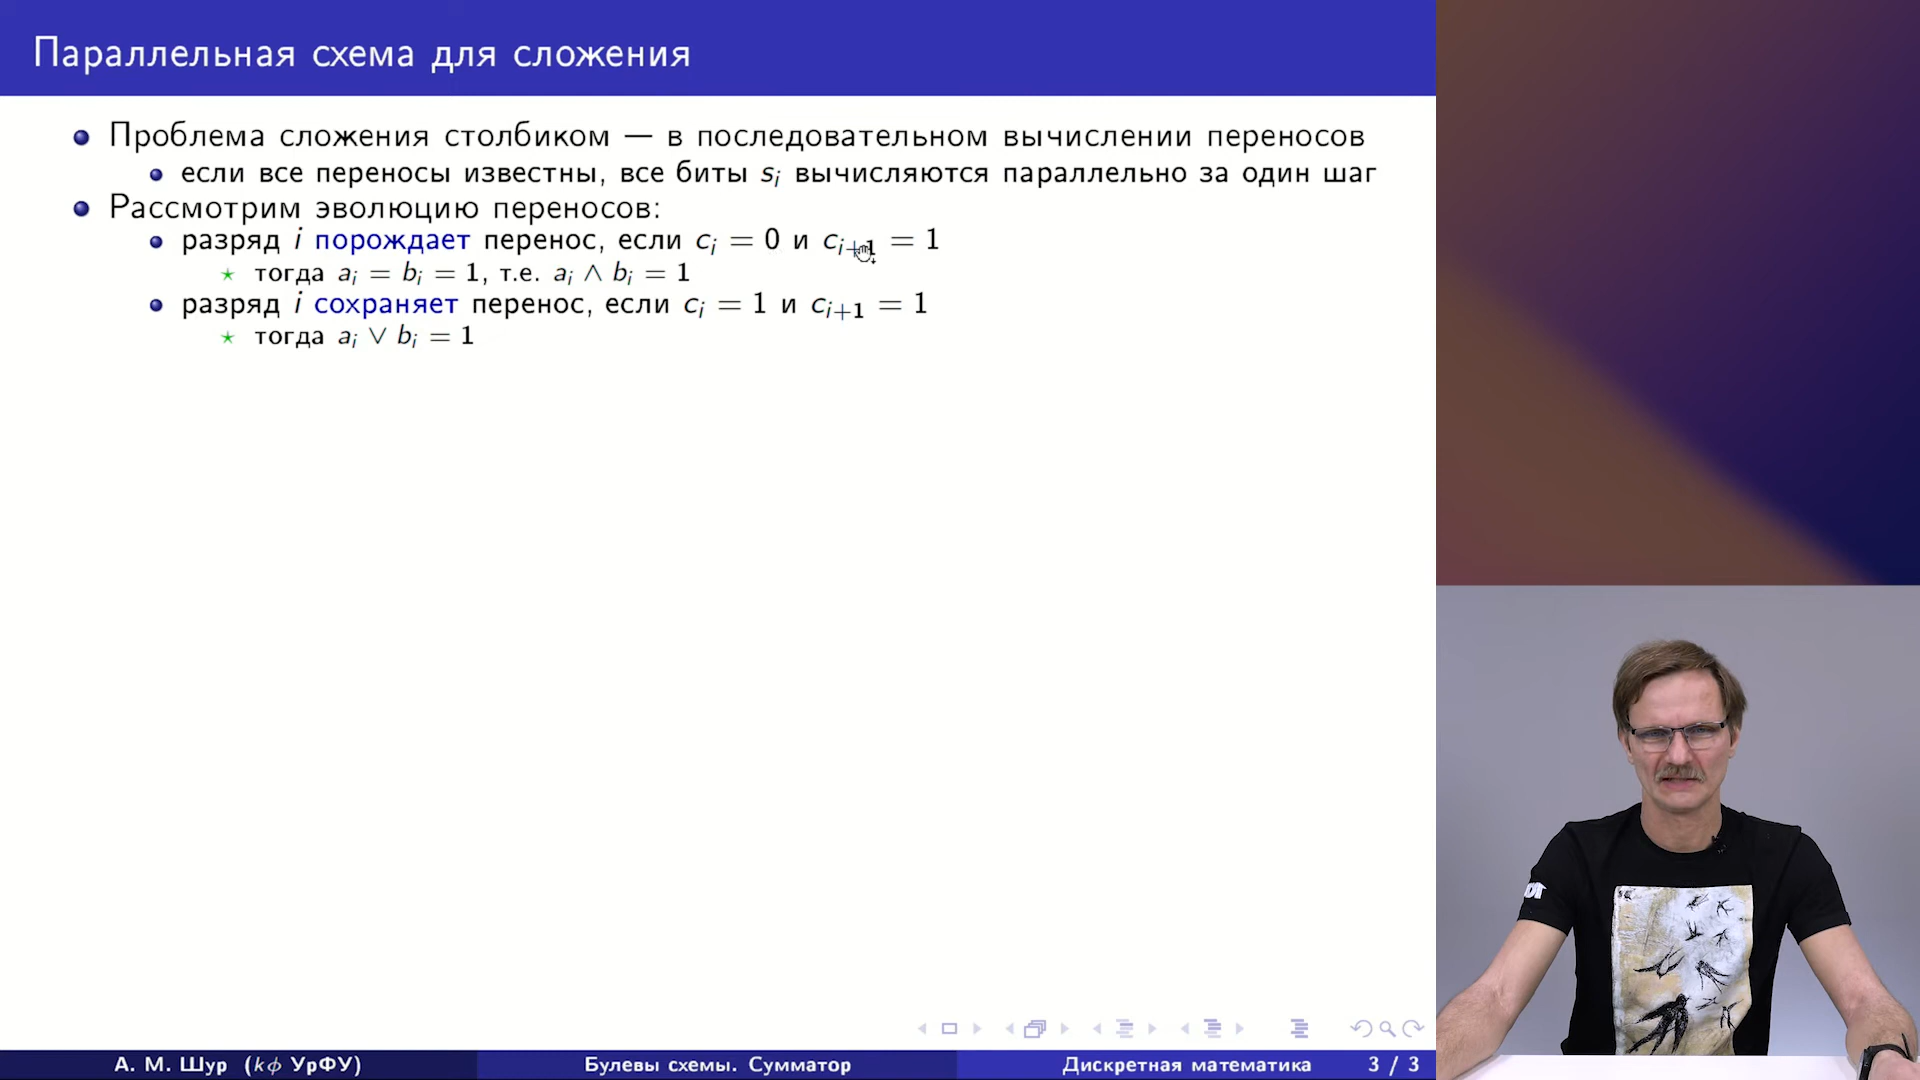 Параллельная схема для сложения
Проблема сложения столбиком — в последовательном вычислении переносов
если все переносы известны, все биты sᵢ вычисляются параллельно за один шаг
Рассмотрим эволюцию переносов:
разряд i порождает перенос, если cᵢ = 0 и cᵢ₊₁ = 1
тогда aᵢ = bᵢ = 1, т.е. aᵢ ∧ bᵢ = 1
разряд i сохраняет перенос, если cᵢ = 1 и cᵢ₊₁ = 1
тогда aᵢ ∨ bᵢ = 1
А. М. Шур (kф УрФУ)
Булевы схемы. Сумматор
Дискретная математика
3 / 3